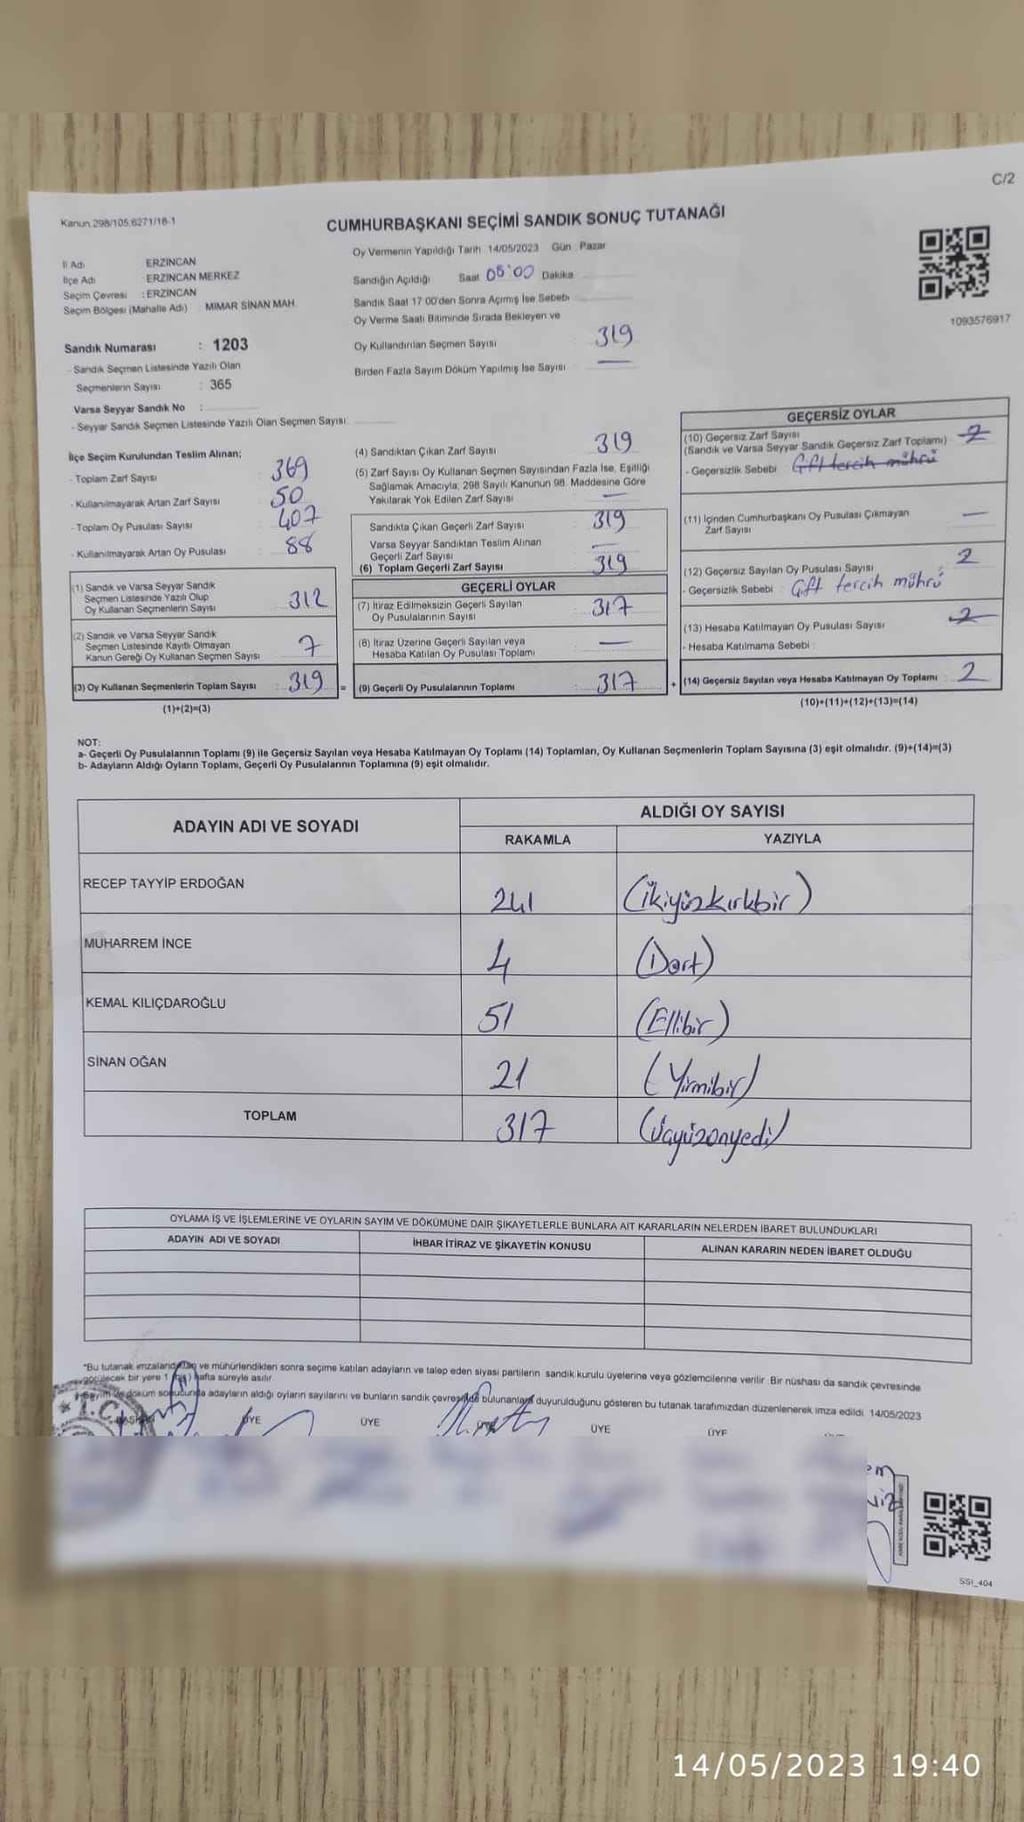 C/2
Kanun 298/105,6271/18-1
CUMHURBAŞKANI SEÇİMİ SANDIK SONUÇ TUTANAĞI
İl Adı ERZİNCAN
İlçe Adı ERZİNCAN MERKEZ
Seçim Çevresi : ERZİNCAN
Seçim Bölgesi (Mahalle Adı) MİMAR SİNAN MAH.
Sandık Numarası : 1203
- Sandık Seçmen Listesinde Yazılı Olan
Seçmenlerin Sayısı : 365
Varsa Seyyar Sandık No :
- Seyyar Sandık Seçmen Listesinde Yazılı Olan Seçmen Sayısı
Oy Vermenin Yapıldığı Tarih 14/05/2023 Gün : Pazar
Sandığın Açıldığı Saat 05:00 Dakika
Sandık Saat 17 00'den Sonra Açımış İse Sebebi
Oy Verme Saati Bitiminde Sırada Bekleyen ve
Oy Kullandırılan Seçmen Sayısı 319
Birden Fazla Sayım Döküm Yapılmış İse Sayısı —
1093576917
İlçe Seçim Kurulundan Teslim Alınan;
- Toplam Zarf Sayısı 369
- Kullanılmayarak Artan Zarf Sayısı 50
- Toplam Oy Pusulası Sayısı 407
- Kullanılmayarak Artan Oy Pusulası 88
(1) Sandık ve Varsa Seyyar Sandık
Seçmen Listesinde Yazılı Olup
Oy Kullanan Seçmenlerin Sayısı 312
(2) Sandık ve Varsa Seyyar Sandık
Seçmen Listesinde Kayıtlı Olmayan
Kanun Gereği Oy Kullanan Seçmen Sayısı 7
(3) Oy Kullanan Seçmenlerin Toplam Sayısı 319 =
(1)+(2)=(3)
(4) Sandıktan Çıkan Zarf Sayısı 319
(5) Zarf Sayısı Oy Kullanan Seçmen Sayısından Fazla İse, Eşitliği
Sağlamak Amacıyla; 298 Sayılı Kanunun 98. Maddesine Göre
Yakılarak Yok Edilen Zarf Sayısı —
Sandıkta Çıkan Geçerli Zarf Sayısı 319
Varsa Seyyar Sandıktan Teslim Alınan
Geçerli Zarf Sayısı —
(6) Toplam Geçerli Zarf Sayısı 319
GEÇERLİ OYLAR
(7) İtiraz Edilmeksizin Geçerli Sayılan
Oy Pusulalarının Sayısı 317
(8) İtiraz Üzerine Geçerli Sayılan veya
Hesaba Katılan Oy Pusulası Toplamı —
(9) Geçerli Oy Pusulalarının Toplamı 317 +
GEÇERSİZ OYLAR
(10) Geçersiz Zarf Sayısı 2
(Sandık ve Varsa Seyyar Sandık Geçersiz Zarf Toplamı)
- Geçersizlik Sebebi Çift tercih mührü
(11) İçinden Cumhurbaşkanı Oy Pusulası Çıkmayan —
Zarf Sayısı
(12) Geçersiz Sayılan Oy Pusulası Sayısı 2
- Geçersizlik Sebebi : Çift tercih mührü
(13) Hesaba Katılmayan Oy Pusulası Sayısı 2
- Hesaba Katılmama Sebebi :
(14) Geçersiz Sayılan veya Hesaba Katılmayan Oy Toplamı 2
(10)+(11)+(12)+(13)=(14)
NOT:
a- Geçerli Oy Pusulalarının Toplamı (9) ile Geçersiz Sayılan veya Hesaba Katılmayan Oy Toplamı (14) Toplamları, Oy Kullanan Seçmenlerin Toplam Sayısına (3) eşit olmalıdır. (9)+(14)=(3)
b- Adayların Aldığı Oyların Toplamı, Geçerli Oy Pusulalarının Toplamına (9) eşit olmalıdır.
ADAYIN ADI VE SOYADI ALDIĞI OY SAYISI
RAKAMLA YAZIYLA
RECEP TAYYİP ERDOĞAN 241 (İkiyüzkırkbir)
MUHARREM İNCE 4 (Dört)
KEMAL KILIÇDAROĞLU 51 (Ellibir)
SİNAN OĞAN 21 (Yirmibir)
TOPLAM 317 (Üçyüzonyedi)
OYLAMA İŞ VE İŞLEMLERİNE VE OYLARIN SAYIM VE DÖKÜMÜNE DAİR ŞİKAYETLERLE BUNLARA AİT KARARLARIN NELERDEN İBARET BULUNDUKLARI
ADAYIN ADI VE SOYADI İHBAR İTİRAZ VE ŞİKAYETİN KONUSU ALINAN KARARIN NEDEN İBARET OLDUĞU
*Bu tutanak imzalandıktan ve mühürlendikten sonra seçime katılan adayların ve talep eden siyasi partilerin sandık kurulu üyelerine veya gözlemcilerine verilir. Bir nüshası da sandık çevresinde
görülecek bir yere 1 hafta süreyle asılır.
döküm sonucunda adayların aldığı oyların sayılarını ve bunların sandık çevresinde bulunanlara duyurulduğunu gösteren bu tutanak tarafımızdan düzenlenerek imza edildi. 14/05/2023
T.C.
ÜYE ÜYE ÜYE ÜYE ÜYE
SSI_404
14/05/2023 19:40